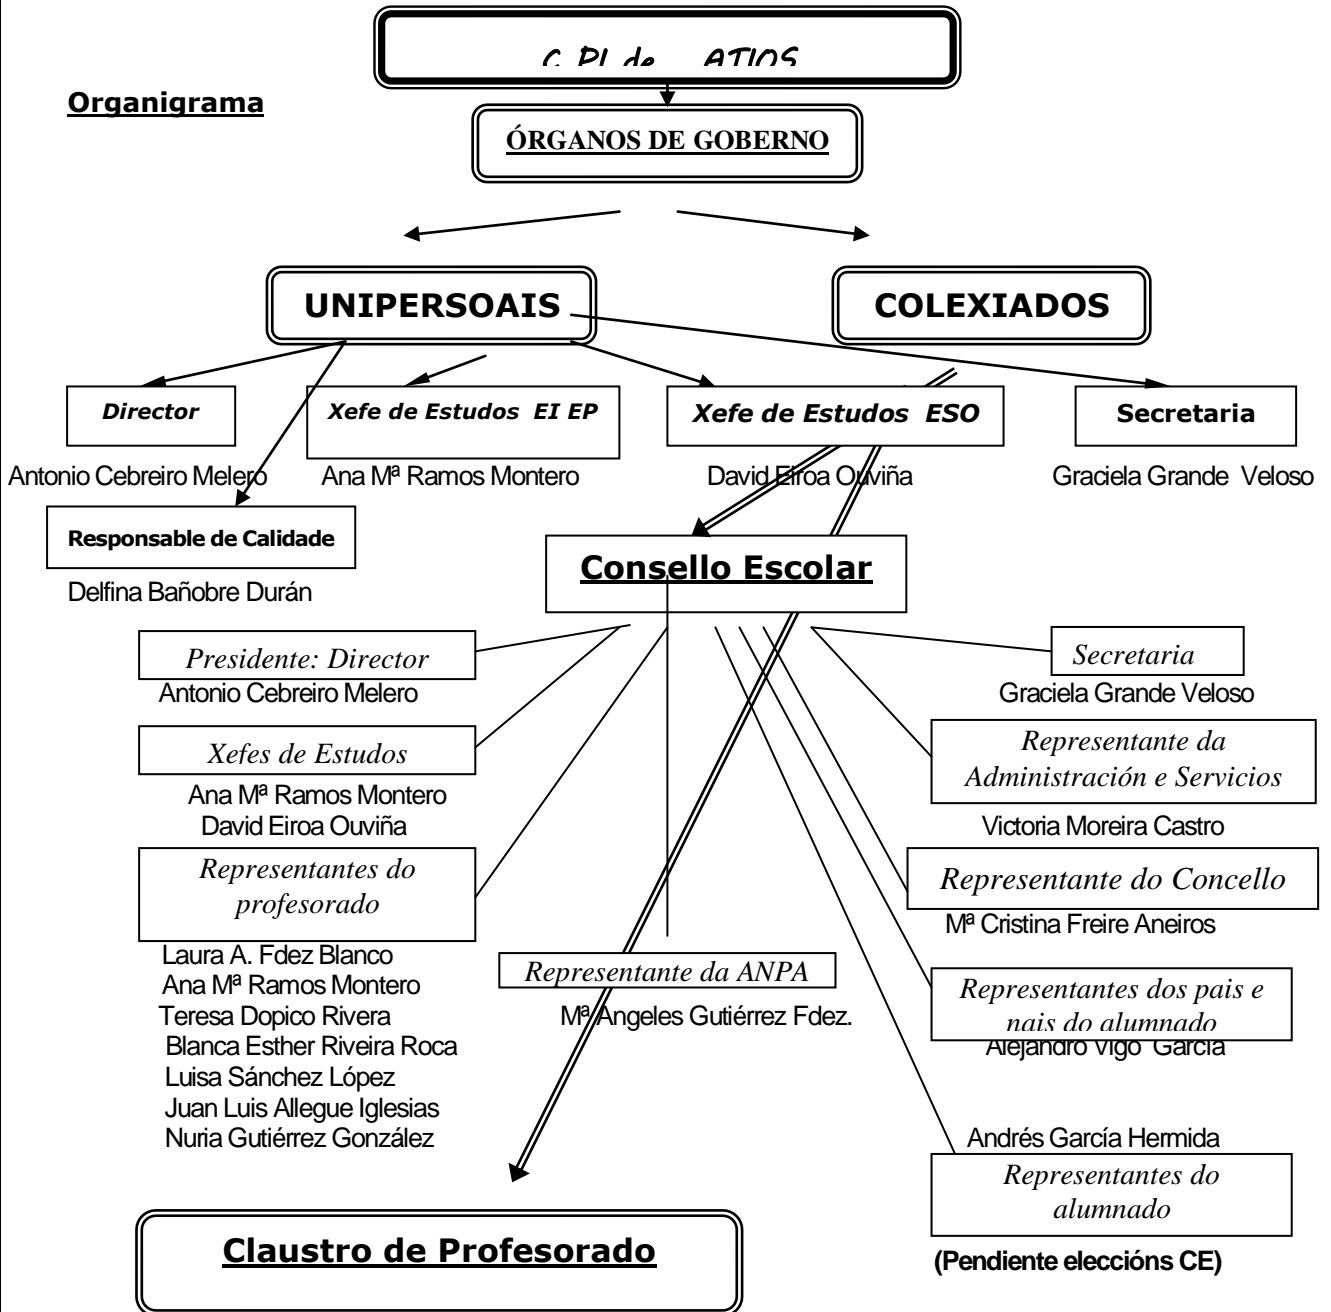 C.PI de ATIOS
Organigrama
ÓRGANOS DE GOBERNO
UNIPERSOAIS
COLEXIADOS
Director
Xefe de Estudos EI EP
Xefe de Estudos ESO
Secretaria
Antonio Cebreiro Melero
Ana Mª Ramos Montero
David Eiroa Ouviña
Graciela Grande Veloso
Responsable de Calidade
Delfina Bañobre Durán
Consello Escolar
Presidente: Director
Antonio Cebreiro Melero
Xefes de Estudos
Ana Mª Ramos Montero
David Eiroa Ouviña
Representantes do
profesorado
Laura A. Fdez Blanco
Ana Mª Ramos Montero
Teresa Dopico Rivera
Blanca Esther Riveira Roca
Luisa Sánchez López
Juan Luis Allegue Iglesias
Nuria Gutiérrez González
Representante da ANPA
Mª Angeles Gutiérrez Fdez.
Secretaria
Graciela Grande Veloso
Representante da
Administración e Servicios
Victoria Moreira Castro
Representante do Concello
Mª Cristina Freire Aneiros
Representantes dos pais e
nais do alumnado
Alejandro Vigo García
Andrés García Hermida
Representantes do
alumnado
(Pendiente eleccións CE)
Claustro de Profesorado